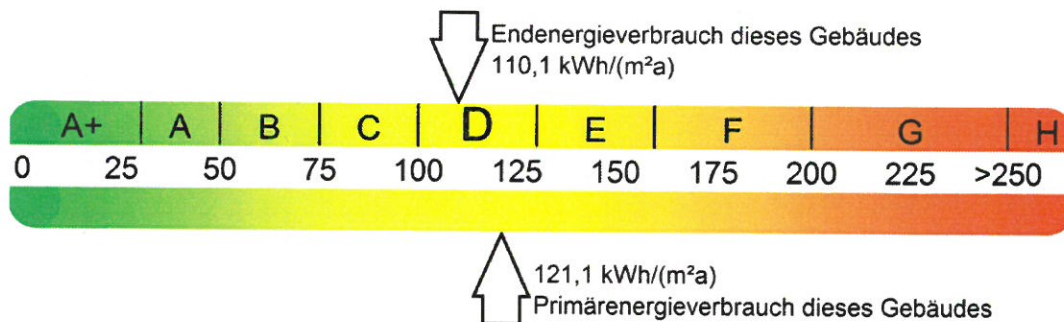 Endenergieverbrauch dieses Gebäudes
110,1 kWh/(m²a)
A+ A B C D E F G H
0 25 50 75 100 125 150 175 200 225 >250
121,1 kWh/(m²a)
Primärenergieverbrauch dieses Gebäudes